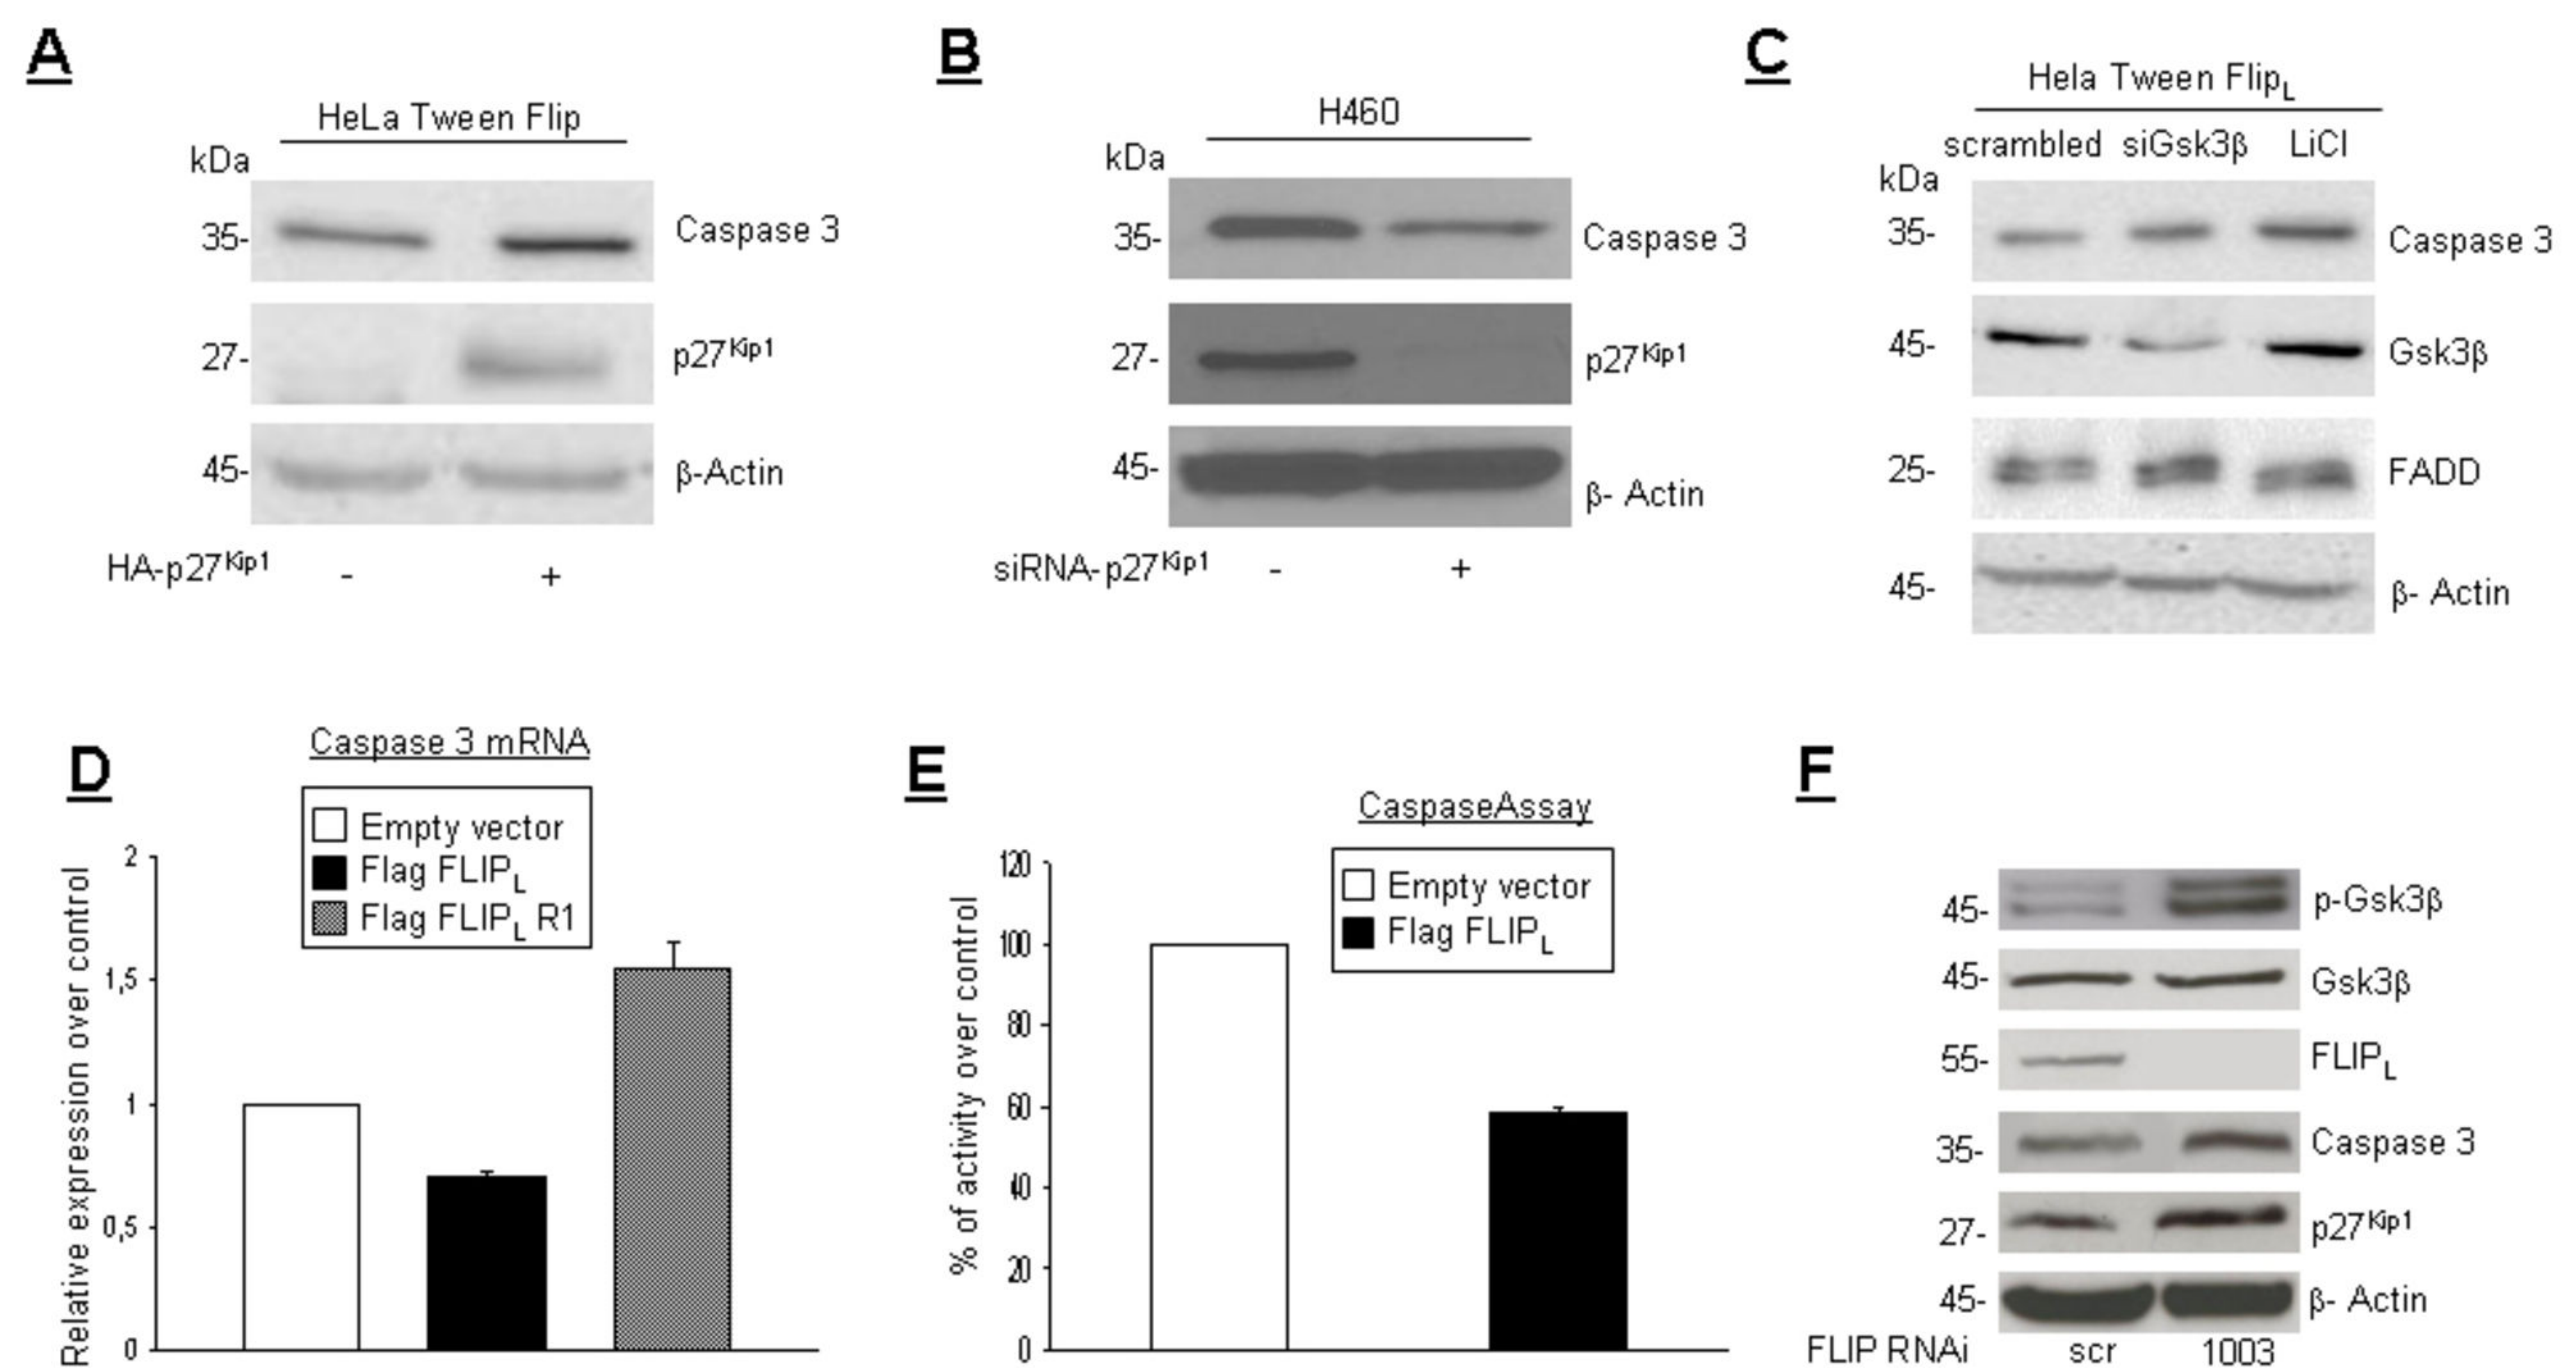 A
HeLa Tween Flip
kDa
35- Caspase 3
27- p27Kip1
45- β-Actin
HA-p27Kip1 - +
B
H460
kDa
35- Caspase 3
27- p27Kip1
45- β- Actin
siRNA-p27Kip1 - +
C
Hela Tween FlipL
scrambled siGsk3β LiCl
kDa
35- Caspase 3
45- Gsk3β
25- FADD
45- β- Actin
D
Caspase 3 mRNA
Empty vector
Flag FLIPL
Flag FLIPL R1
Relative expression over control
2
1,5
1
0,5
0
E
CaspaseAssay
Empty vector
Flag FLIPL
% of activity over control
120
100
80
60
40
20
0
F
45- p-Gsk3β
45- Gsk3β
55- FLIPL
35- Caspase 3
27- p27Kip1
45- β- Actin
FLIP RNAi scr 1003